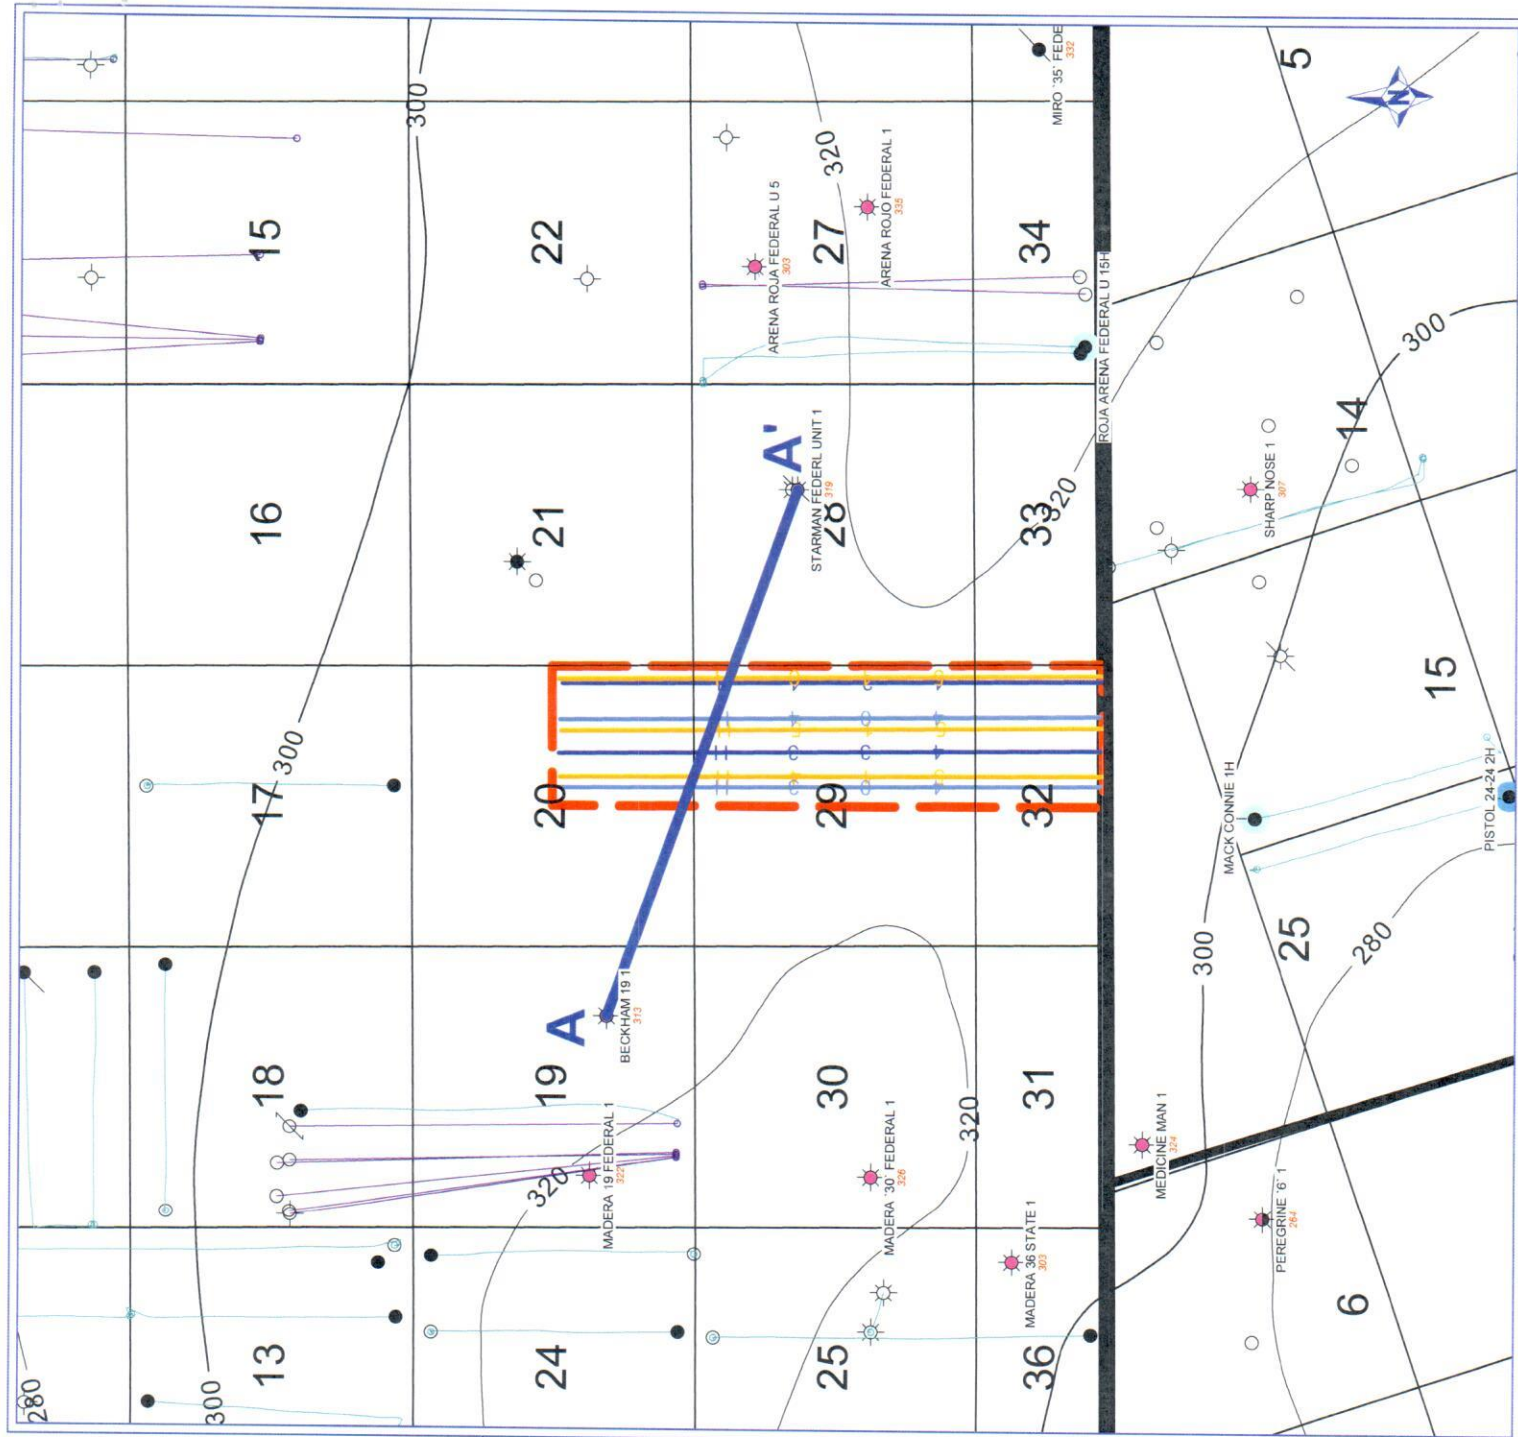 5
300
MIRO '35' FEDE
332
320
ARENA ROJO FEDERAL 1
335
ARENA ROJA FEDERAL U 5
303
15
22
27
34
ROJA ARENA FEDERAL U 15H
300
14
SHARP NOSE 1
307
16
21
A'
STARMAN FEDERL UNIT 1
319
28
33
320
15
300
17
20
29
32
MACK CONNIE 1H
PISTOL 24-24 2H
A
BECKHAM 19 1
313
300
25
280
18
19
30
31
MADERA 19 FEDERAL 1
322
320
MADERA '30' FEDERAL 1
326
320
MEDICINE MAN 1
324
PEREGRINE '6' 1
264
MADERA 36 STATE 1
303
6
13
24
25
36
280
300
N